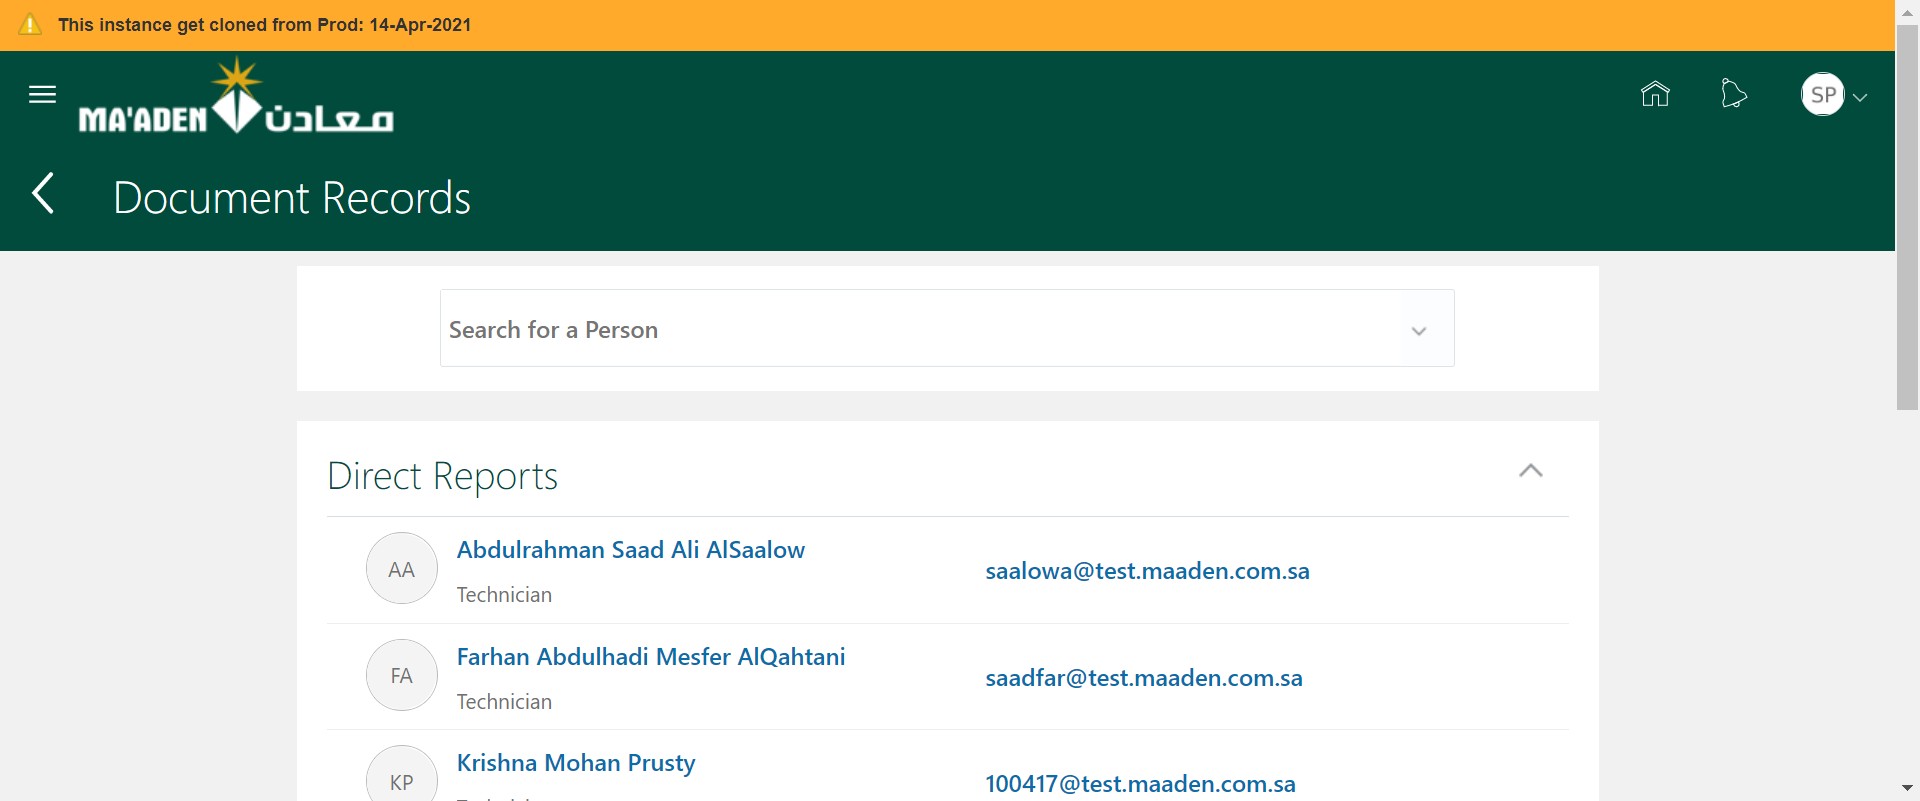 This instance get cloned from Prod: 14-Apr-2021
MA'ADEN معادن
SP
Document Records
Search for a Person
Direct Reports
AA
Abdulrahman Saad Ali AlSaalow
Technician
saalowa@test.maaden.com.sa
FA
Farhan Abdulhadi Mesfer AlQahtani
Technician
saadfar@test.maaden.com.sa
KP
Krishna Mohan Prusty
100417@test.maaden.com.sa